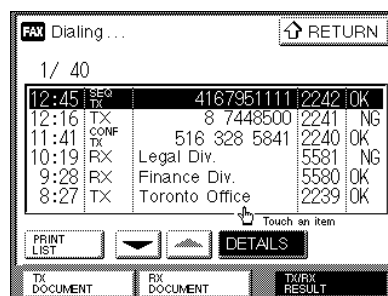 FAX Dialing...
RETURN
1/ 40
12:45 SEQ TX 4167951111 2242 OK
12:16 TX 8 7448500 2241 NG
11:41 CONF TX 516 328 5841 2240 OK
10:19 RX Legal Div. 5581 NG
9:28 RX Finance Div. 5580 OK
8:27 TX Toronto Office 2239 OK
Touch an item
PRINT LIST
DETAILS
TX DOCUMENT
RX DOCUMENT
TX/RX RESULT